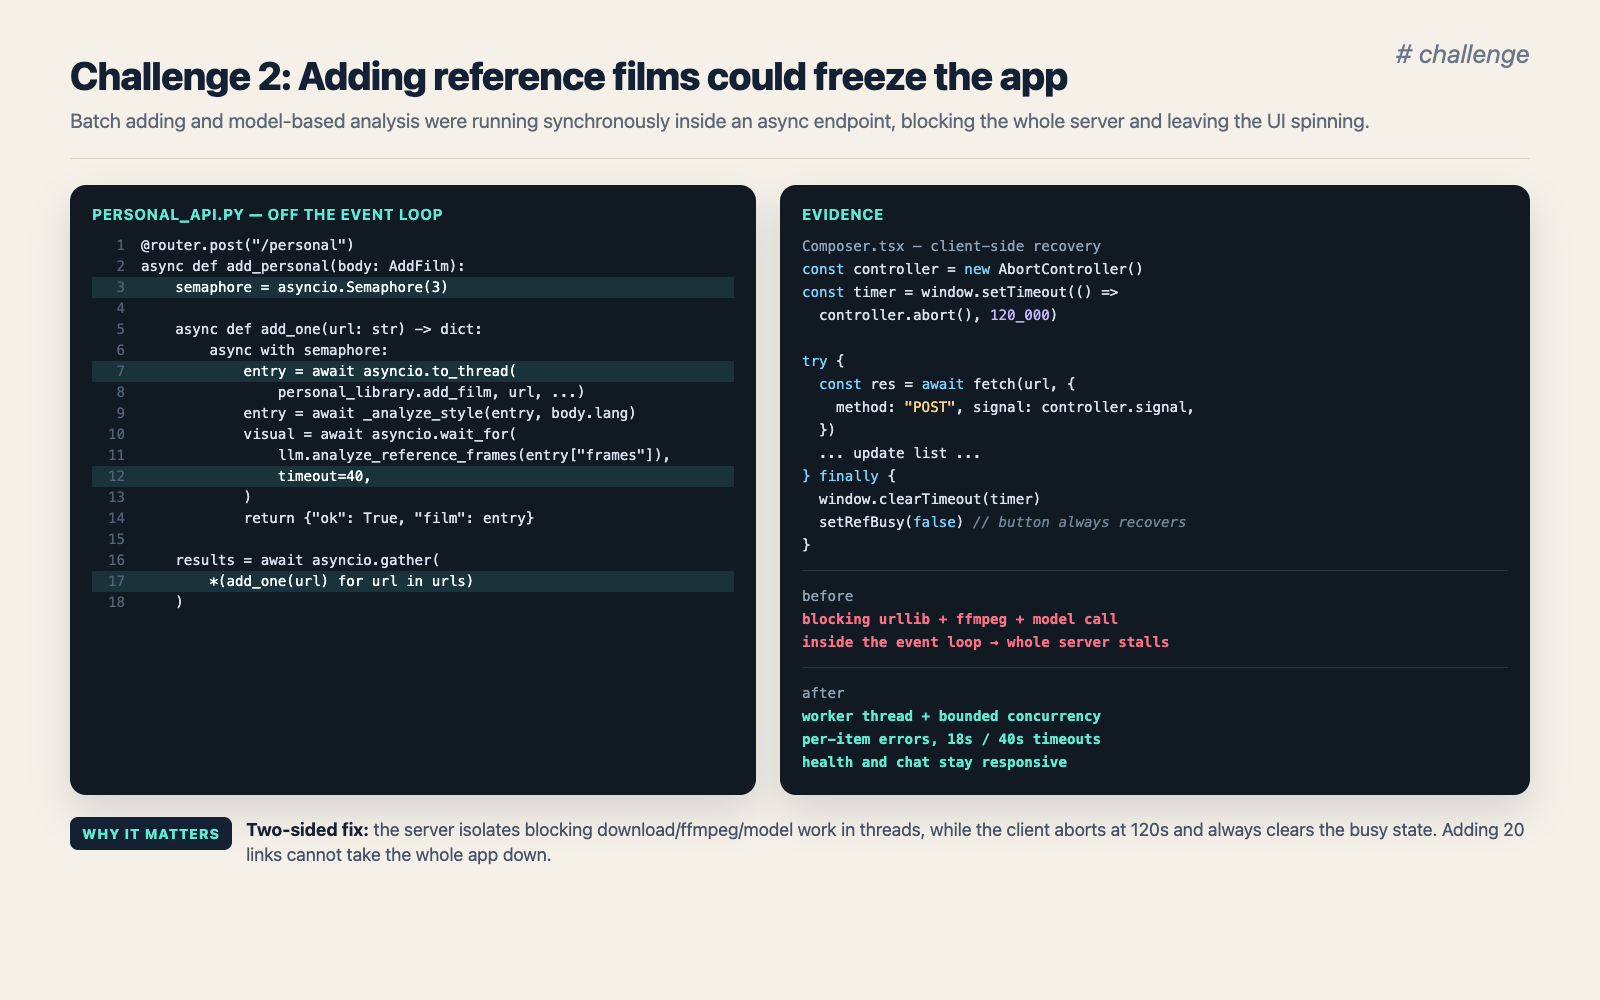 # challenge
Challenge 2: Adding reference films could freeze the app
Batch adding and model-based analysis were running synchronously inside an async endpoint, blocking the whole server and leaving the UI spinning.
PERSONAL_API.PY — OFF THE EVENT LOOP
1 @router.post("/personal")
2 async def add_personal(body: AddFilm):
3     semaphore = asyncio.Semaphore(3)
4
5     async def add_one(url: str) -> dict:
6         async with semaphore:
7             entry = await asyncio.to_thread(
8                 personal_library.add_film, url, ...)
9             entry = await _analyze_style(entry, body.lang)
10             visual = await asyncio.wait_for(
11                 llm.analyze_reference_frames(entry["frames"]),
12                 timeout=40,
13             )
14             return {"ok": True, "film": entry}
15
16     results = await asyncio.gather(
17         *(add_one(url) for url in urls)
18     )
EVIDENCE
Composer.tsx — client-side recovery
const controller = new AbortController()
const timer = window.setTimeout(() =>
  controller.abort(), 120_000)
try {
  const res = await fetch(url, {
    method: "POST", signal: controller.signal,
  })
  ... update list ...
} finally {
  window.clearTimeout(timer)
  setRefBusy(false) // button always recovers
}
before
blocking urllib + ffmpeg + model call
inside the event loop → whole server stalls
after
worker thread + bounded concurrency
per-item errors, 18s / 40s timeouts
health and chat stay responsive
WHY IT MATTERS
Two-sided fix: the server isolates blocking download/ffmpeg/model work in threads, while the client aborts at 120s and always clears the busy state. Adding 20
links cannot take the whole app down.